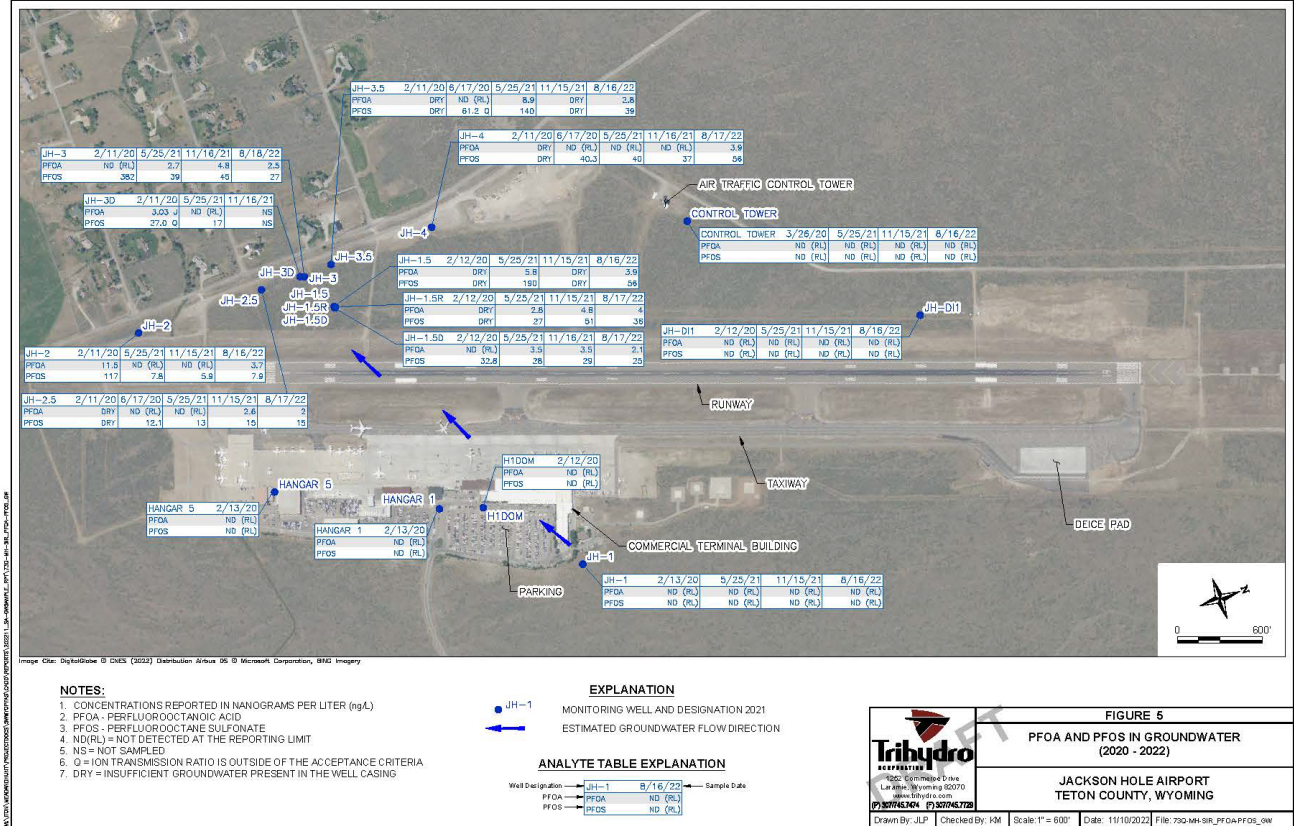 JH-3.5 2/11/20 6/17/20 5/25/21 11/15/21 8/16/22
PFOA DRY ND (RL) 8.9 DRY 2.8
PFOS DRY 61.2 Q 140 DRY 39
JH-4 2/11/20 6/17/20 5/25/21 11/16/21 8/17/22
PFOA DRY ND (RL) ND (RL) ND (RL) 3.9
PFOS DRY 40.3 40 37 56
JH-3 2/11/20 5/25/21 11/16/21 8/18/22
PFOA ND (RL) 2.7 4.8 2.5
PFOS 382 39 45 27
JH-3D 2/11/20 5/25/21 11/16/21
PFOA 3.03 J ND (RL) NS
PFOS 27.0 Q 17 NS
AIR TRAFFIC CONTROL TOWER
CONTROL TOWER
CONTROL TOWER 3/26/20 5/25/21 11/15/21 8/16/22
PFOA ND (RL) ND (RL) ND (RL) ND (RL)
PFOS ND (RL) ND (RL) ND (RL) ND (RL)
JH-4
JH-3.5
JH-3D
JH-3
JH-2.5
JH-1.5
JH-1.5R
JH-1.5D
JH-2
JH-1.5 2/12/20 5/25/21 11/15/21 8/16/22
PFOA DRY 5.8 DRY 3.9
PFOS DRY 190 DRY 56
JH-1.5R 2/12/20 5/25/21 11/15/21 8/17/22
PFOA DRY 2.6 4.8 4
PFOS DRY 27 51 36
JH-1.5D 2/12/20 5/25/21 11/16/21 8/17/22
PFOA ND (RL) 3.5 3.5 2.1
PFOS 32.8 28 29 25
JH-DI1
JH-DI1 2/12/20 5/25/21 11/15/21 8/16/22
PFOA ND (RL) ND (RL) ND (RL) ND (RL)
PFOS ND (RL) ND (RL) ND (RL) ND (RL)
JH-2 2/11/20 5/25/21 11/15/21 8/16/22
PFOA 11.5 ND (RL) ND (RL) 3.7
PFOS 117 7.8 5.9 7.9
JH-2.5 2/11/20 6/17/20 5/25/21 11/15/21 8/17/22
PFOA DRY ND (RL) ND (RL) 2.6 2
PFOS DRY 12.1 13 15 15
RUNWAY
TAXIWAY
H1DOM 2/12/20
PFOA ND (RL)
PFOS ND (RL)
HANGAR 5
HANGAR 1
H1DOM
HANGAR 5 2/13/20
PFOA ND (RL)
PFOS ND (RL)
HANGAR 1 2/13/20
PFOA ND (RL)
PFOS ND (RL)
DEICE PAD
COMMERCIAL TERMINAL BUILDING
JH-1
PARKING
JH-1 2/13/20 5/25/21 11/15/21 8/16/22
PFOA ND (RL) ND (RL) ND (RL) ND (RL)
PFOS ND (RL) ND (RL) ND (RL) ND (RL)
N
0 600'
Image Cite: DigitalGlobe © CNES (2022) Distribution Airbus DS © Microsoft Corporation, BING Imagery
NOTES:
1. CONCENTRATIONS REPORTED IN NANOGRAMS PER LITER (ng/L)
2. PFOA - PERFLUOROOCTANOIC ACID
3. PFOS - PERFLUOROOCTANE SULFONATE
4. ND(RL) = NOT DETECTED AT THE REPORTING LIMIT
5. NS = NOT SAMPLED
6. Q = ION TRANSMISSION RATIO IS OUTSIDE OF THE ACCEPTANCE CRITERIA
7. DRY = INSUFFICIENT GROUNDWATER PRESENT IN THE WELL CASING
EXPLANATION
JH-1 MONITORING WELL AND DESIGNATION 2021
ESTIMATED GROUNDWATER FLOW DIRECTION
ANALYTE TABLE EXPLANATION
Well Designation JH-1 8/16/22 Sample Date
PFOA PFOA ND (RL)
PFOS PFOS ND (RL)
DRAFT
Trihydro
CORPORATION
1252 Commerce Drive
Laramie, Wyoming 82070
www.trihydro.com
(P) 307/745.7474 (F) 307/745.7729
FIGURE 5
PFOA AND PFOS IN GROUNDWATER
(2020 - 2022)
JACKSON HOLE AIRPORT
TETON COUNTY, WYOMING
Drawn By: JLP Checked By: KM Scale: 1" = 600' Date: 11/10/2022 File: 73Q-MH-SIR_PFOA-PFOS_GW